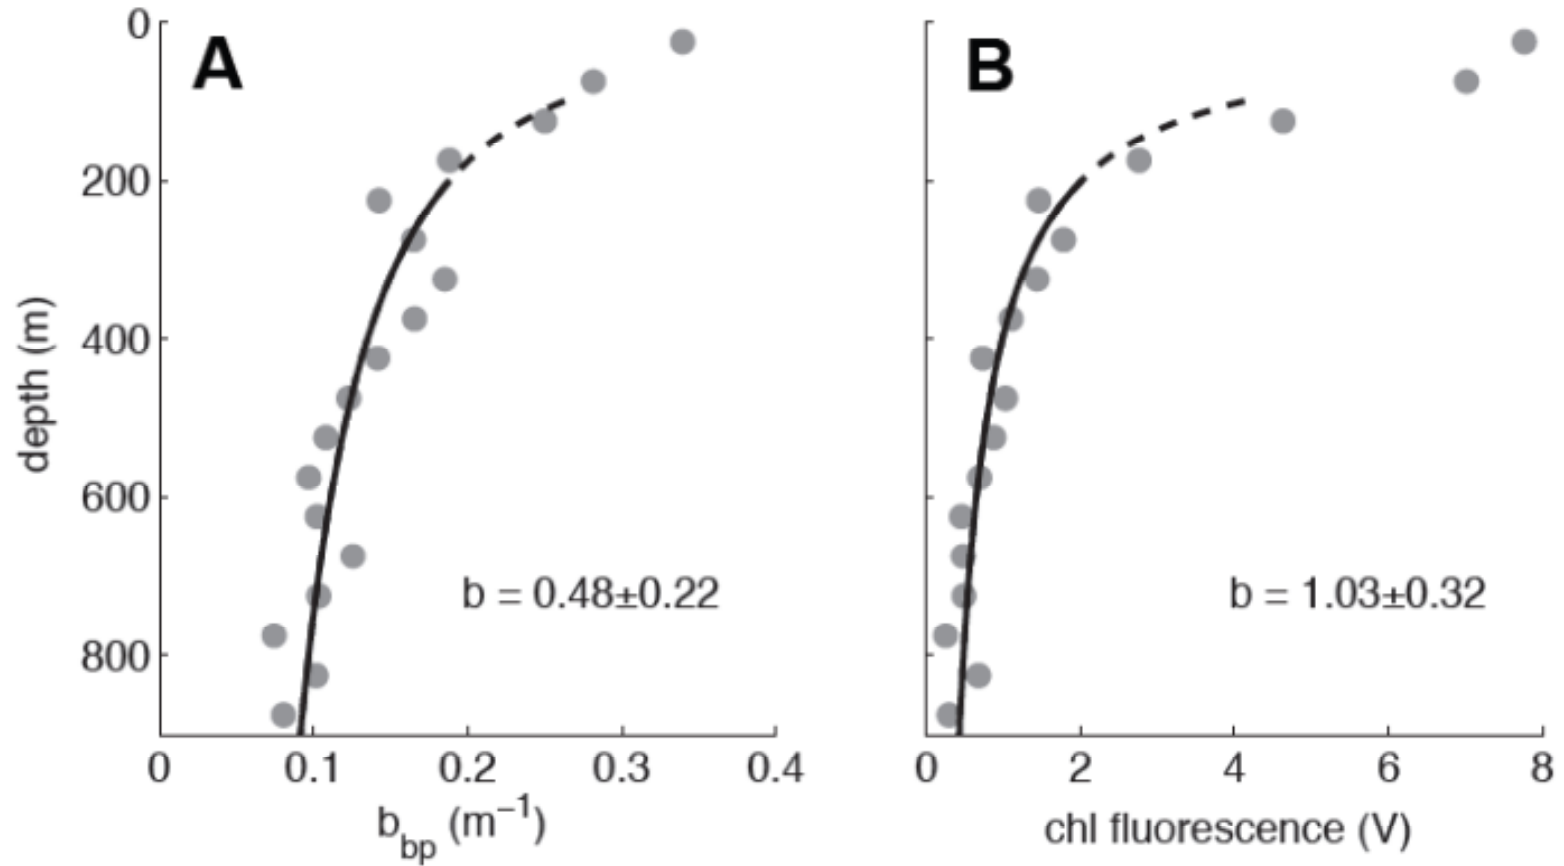 A
0
200
400
600
800
depth (m)
b = 0.48±0.22
0 0.1 0.2 0.3 0.4
b_bp (m⁻¹)
B
b = 1.03±0.32
0 2 4 6 8
chl fluorescence (V)